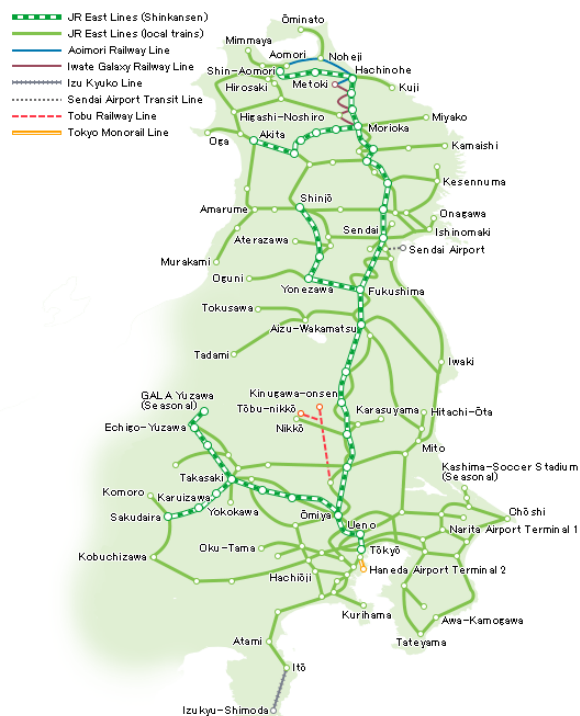 JR East Lines (Shinkansen)
JR East Lines (local trains)
Aoimori Railway Line
Iwate Galaxy Railway Line
Izu Kyuko Line
Sendai Airport Transit Line
Tobu Railway Line
Tokyo Monorail Line
Ōminato
Mimmaya
Aomori
Noheji
Shin-Aomori
Hachinohe
Hirosaki
Metoki
Kuji
Higashi-Noshiro
Miyako
Morioka
Oga
Akita
Kamaishi
Kesennuma
Shinjō
Amarume
Onagawa
Sendai
Ishinomaki
Aterazawa
Sendai Airport
Murakami
Oguni
Yonezawa
Fukushima
Tokusawa
Aizu-Wakamatsu
Tadami
Iwaki
GALA Yuzawa
(Seasonal)
Kinugawa-onsen
Tōbu-nikkō
Karasuyama
Hitachi-Ōta
Echigo-Yuzawa
Nikkō
Mito
Kashima-Soccer Stadium
(Seasonal)
Takasaki
Komoro
Karuizawa
Yokokawa
Sakudaira
Ōmiya
Chōshi
Ueno
Narita Airport Terminal 1
Oku-Tama
Tōkyō
Kobuchizawa
Haneda Airport Terminal 2
Hachiōji
Kurihama
Awa-Kamogawa
Tateyama
Atami
Itō
Izukyu-Shimoda